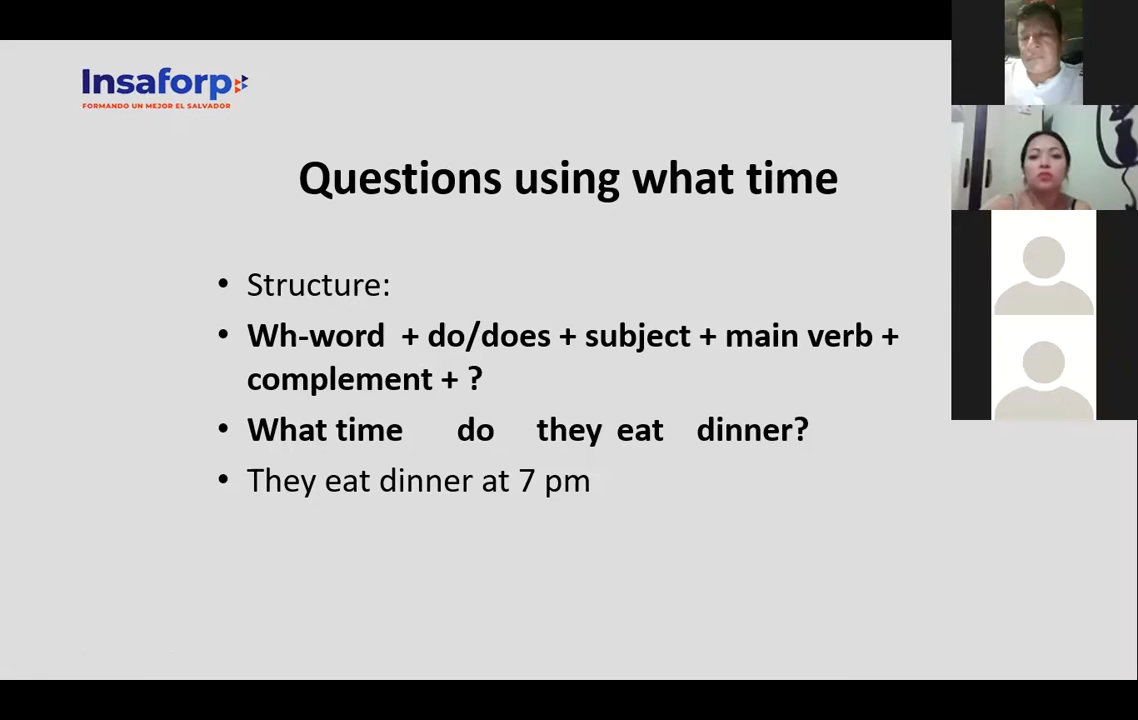 Insaforp
FORMANDO UN MEJOR EL SALVADOR
Questions using what time
• Structure:
• Wh-word + do/does + subject + main verb +
complement + ?
• What time do they eat dinner?
• They eat dinner at 7 pm